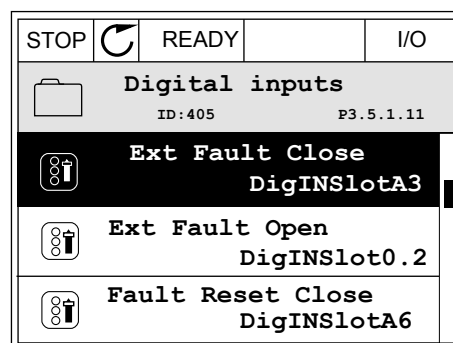 STOP READY I/O
Digital inputs
ID:405 P3.5.1.11
Ext Fault Close
DigINSlotA3
Ext Fault Open
DigINSlot0.2
Fault Reset Close
DigINSlotA6